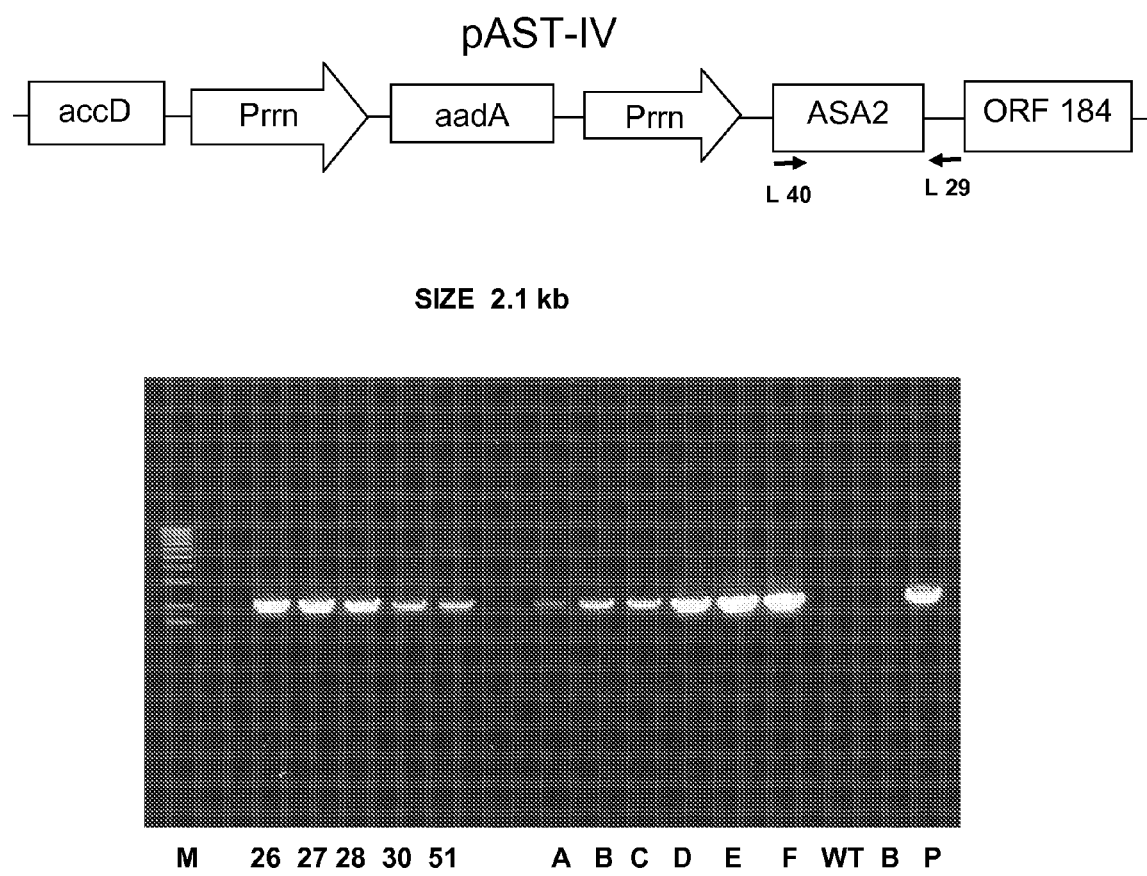 pAST-IV
accD Prrn aadA Prrn ASA2 ORF 184
L 40 L 29
SIZE 2.1 kb
M 26 27 28 30 51 A B C D E F WT B P